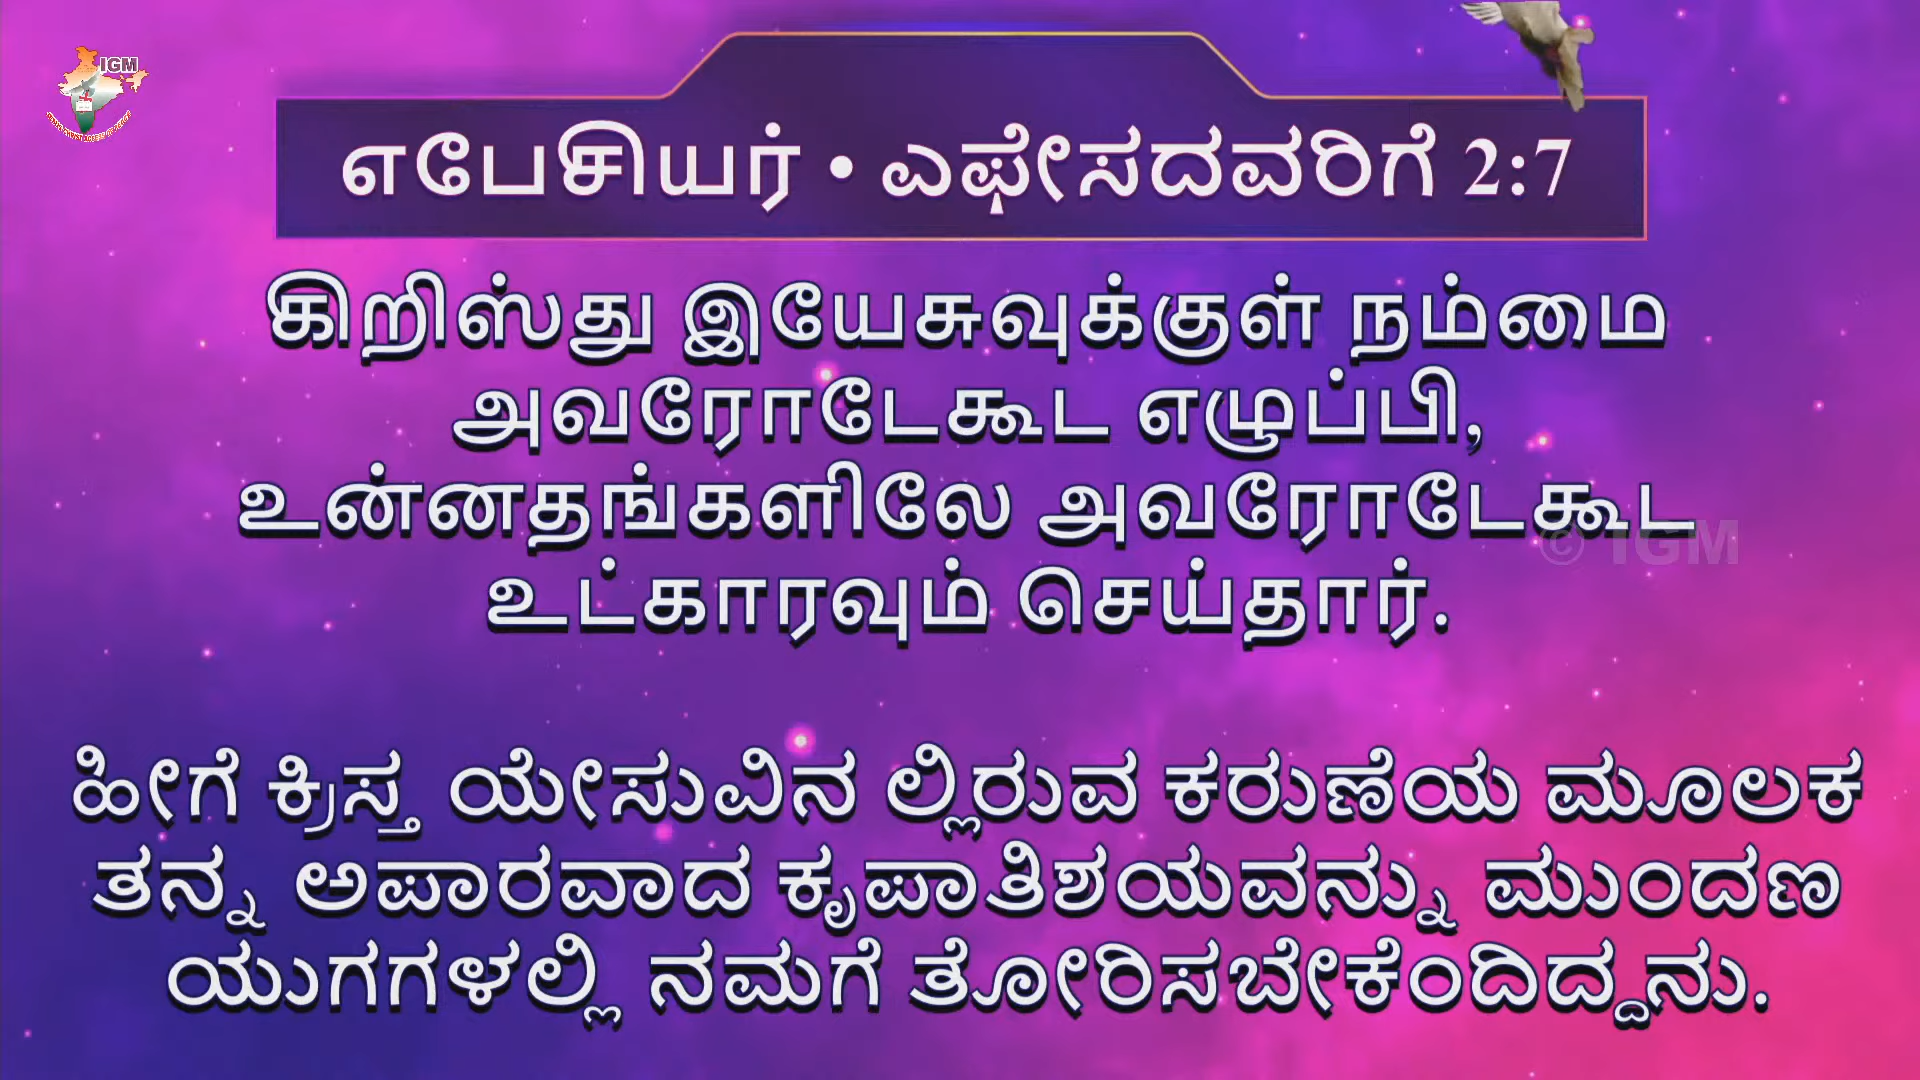 IGM
எபேசியர் • ಎಫೇಸದವರಿಗೆ 2:7
கிறிஸ்து இயேசுவுக்குள் நம்மை
அவரோடேகூட எழுப்பி,
உன்னதங்களிலே அவரோடேகூட
© IGM
உட்காரவும் செய்தார்.
ಹೀಗೆ ಕ್ರಿಸ್ತ ಯೇಸುವಿನ ಲ್ಲಿರುವ ಕರುಣೆಯ ಮೂಲಕ
ತನ್ನ ಅಪಾರವಾದ ಕೃಪಾತಿಶಯವನ್ನು ಮುಂದಣ
ಯುಗಗಳಲ್ಲಿ ನಮಗೆ ತೋರಿಸಬೇಕೆಂದಿದ್ದನು.